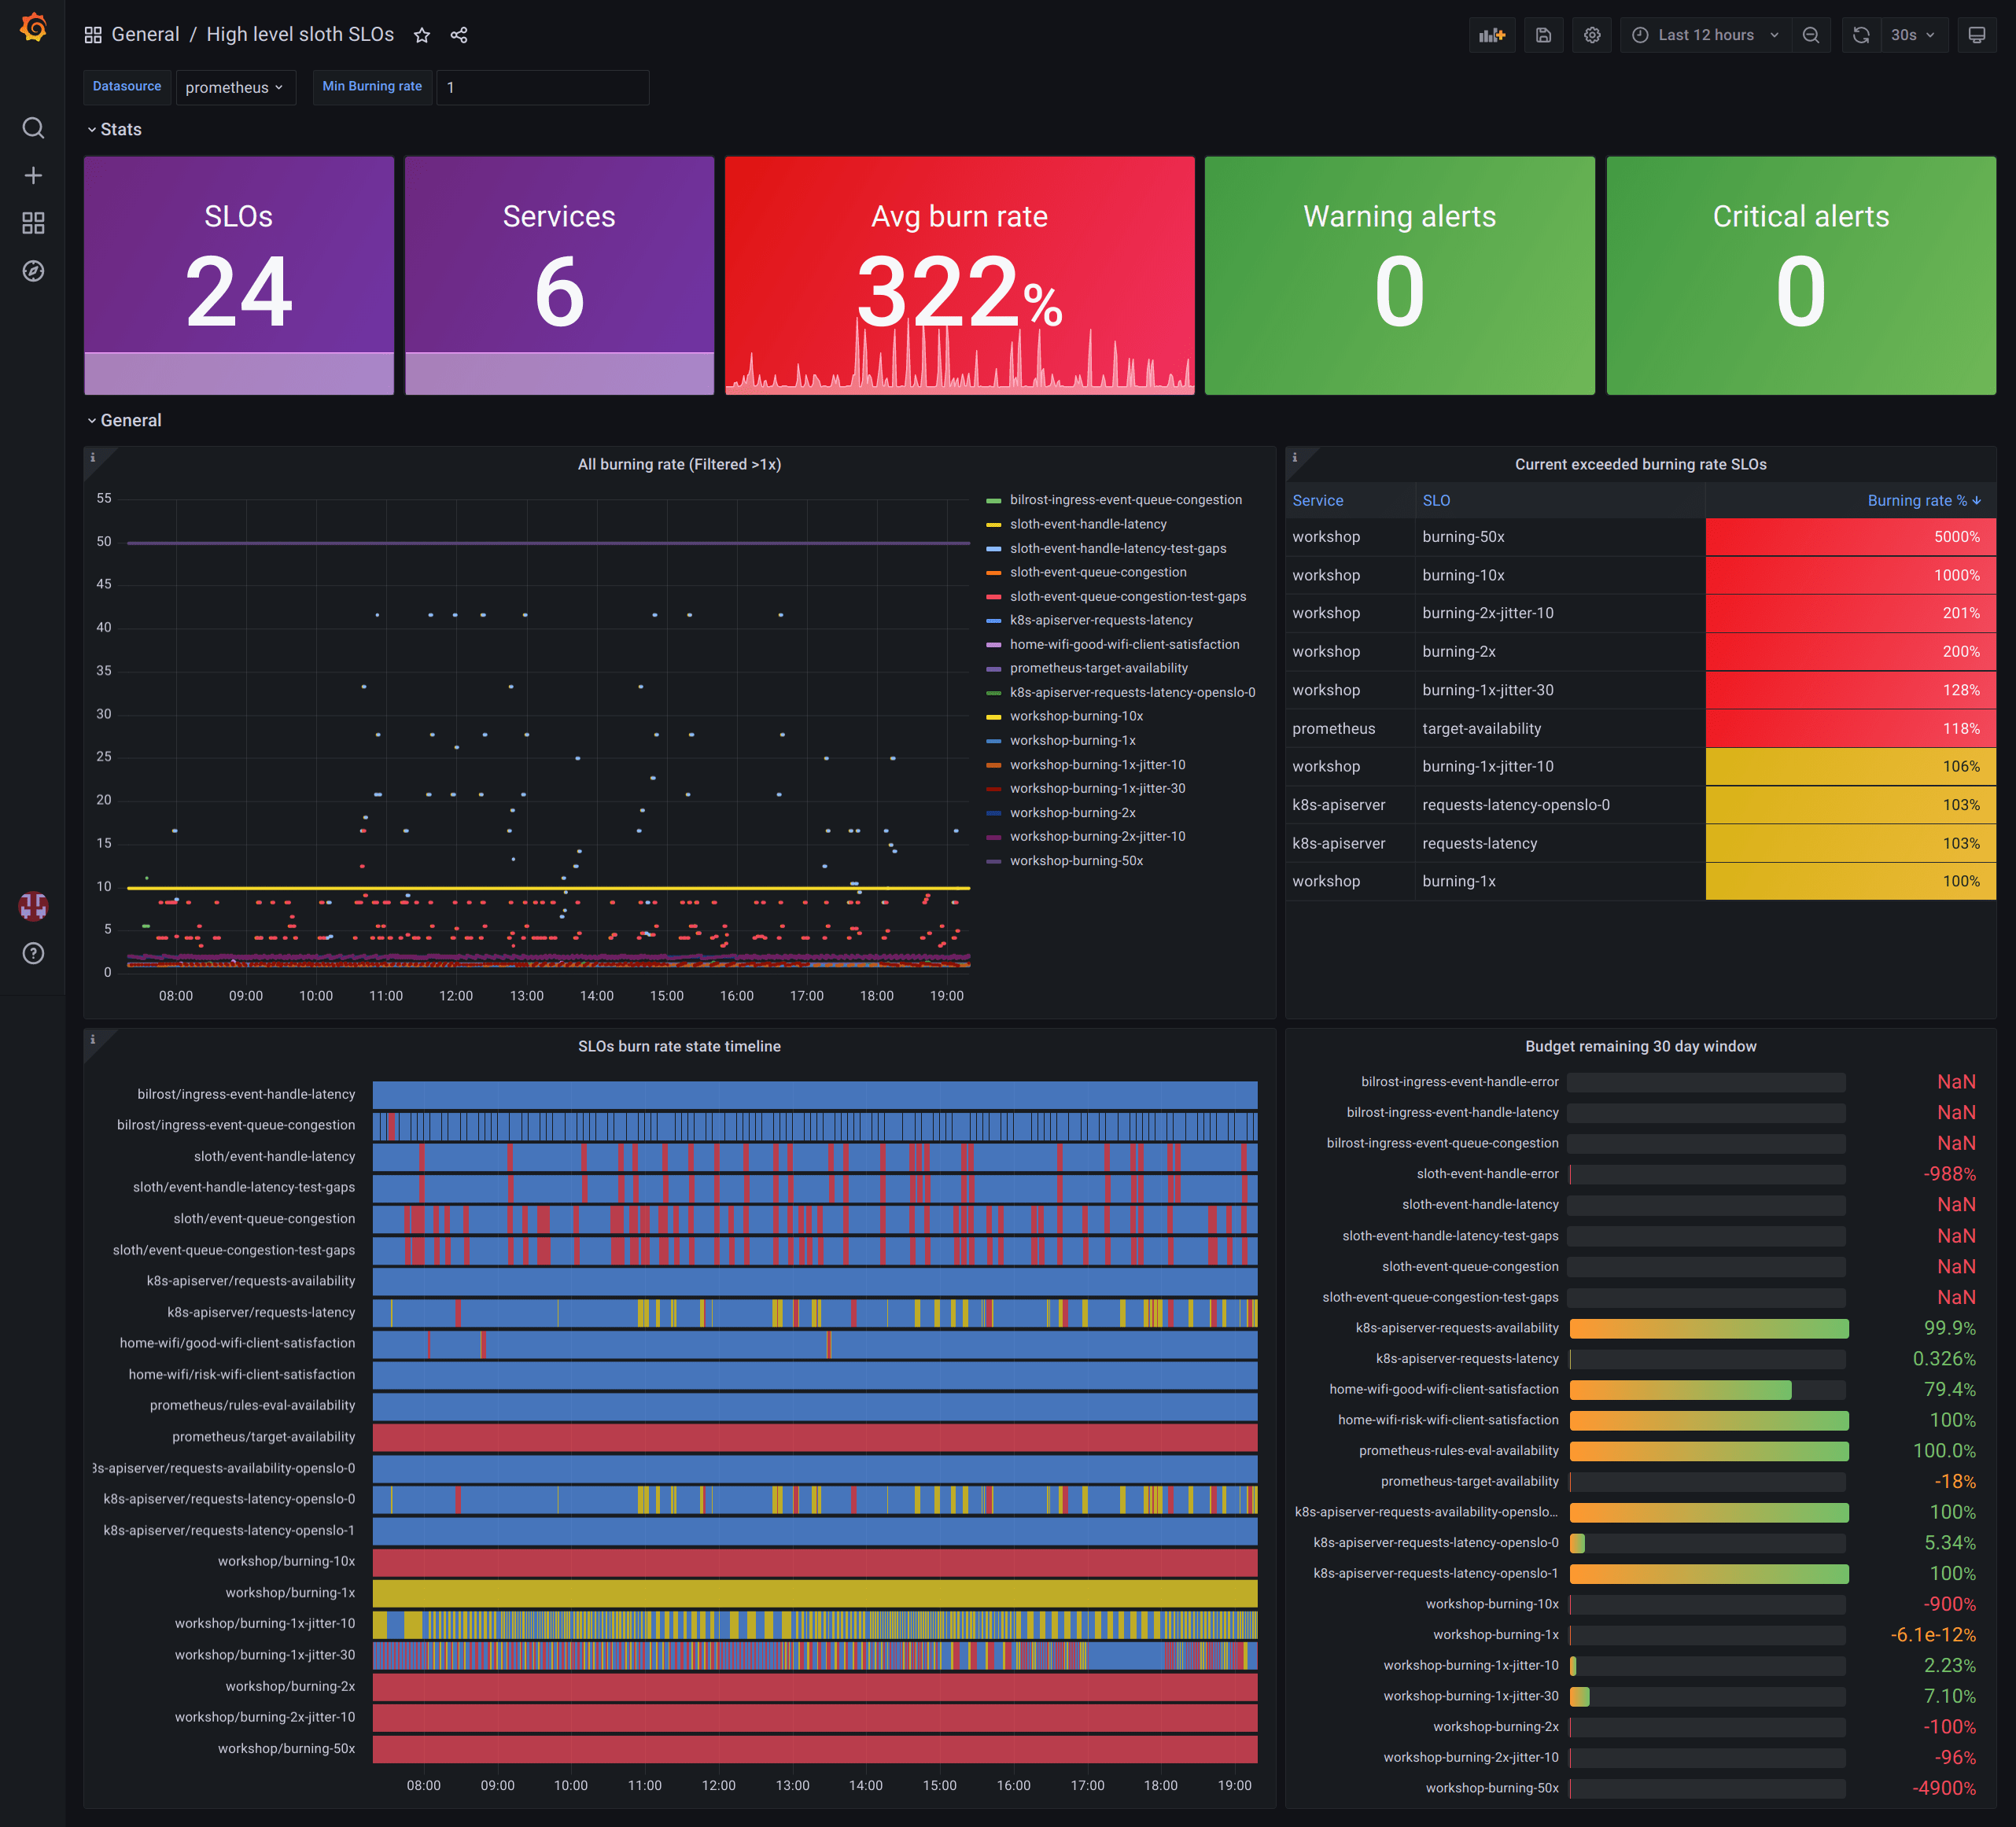 General / High level sloth SLOs
Last 12 hours
30s
Datasource
prometheus
Min Burning rate
1
Stats
SLOs
24
Services
6
Avg burn rate
322%
Warning alerts
0
Critical alerts
0
General
All burning rate (Filtered >1x)
55
50
45
40
35
30
25
20
15
10
5
0
08:00 09:00 10:00 11:00 12:00 13:00 14:00 15:00 16:00 17:00 18:00 19:00
bilrost-ingress-event-queue-congestion
sloth-event-handle-latency
sloth-event-handle-latency-test-gaps
sloth-event-queue-congestion
sloth-event-queue-congestion-test-gaps
k8s-apiserver-requests-latency
home-wifi-good-wifi-client-satisfaction
prometheus-target-availability
k8s-apiserver-requests-latency-openslo-0
workshop-burning-10x
workshop-burning-1x
workshop-burning-1x-jitter-10
workshop-burning-1x-jitter-30
workshop-burning-2x
workshop-burning-2x-jitter-10
workshop-burning-50x
Current exceeded burning rate SLOs
Service SLO Burning rate %
workshop burning-50x 5000%
workshop burning-10x 1000%
workshop burning-2x-jitter-10 201%
workshop burning-2x 200%
workshop burning-1x-jitter-30 128%
prometheus target-availability 118%
workshop burning-1x-jitter-10 106%
k8s-apiserver requests-latency-openslo-0 103%
k8s-apiserver requests-latency 103%
workshop burning-1x 100%
SLOs burn rate state timeline
bilrost/ingress-event-handle-latency
bilrost/ingress-event-queue-congestion
sloth/event-handle-latency
sloth/event-handle-latency-test-gaps
sloth/event-queue-congestion
sloth/event-queue-congestion-test-gaps
k8s-apiserver/requests-availability
k8s-apiserver/requests-latency
home-wifi/good-wifi-client-satisfaction
home-wifi/risk-wifi-client-satisfaction
prometheus/rules-eval-availability
prometheus/target-availability
8s-apiserver/requests-availability-openslo-0
k8s-apiserver/requests-latency-openslo-0
k8s-apiserver/requests-latency-openslo-1
workshop/burning-10x
workshop/burning-1x
workshop/burning-1x-jitter-10
workshop/burning-1x-jitter-30
workshop/burning-2x
workshop/burning-2x-jitter-10
workshop/burning-50x
08:00 09:00 10:00 11:00 12:00 13:00 14:00 15:00 16:00 17:00 18:00 19:00
Budget remaining 30 day window
bilrost-ingress-event-handle-error NaN
bilrost-ingress-event-handle-latency NaN
bilrost-ingress-event-queue-congestion NaN
sloth-event-handle-error -988%
sloth-event-handle-latency NaN
sloth-event-handle-latency-test-gaps NaN
sloth-event-queue-congestion NaN
sloth-event-queue-congestion-test-gaps NaN
k8s-apiserver-requests-availability 99.9%
k8s-apiserver-requests-latency 0.326%
home-wifi-good-wifi-client-satisfaction 79.4%
home-wifi-risk-wifi-client-satisfaction 100%
prometheus-rules-eval-availability 100.0%
prometheus-target-availability -18%
k8s-apiserver-requests-availability-openslo... 100%
k8s-apiserver-requests-latency-openslo-0 5.34%
k8s-apiserver-requests-latency-openslo-1 100%
workshop-burning-10x -900%
workshop-burning-1x -6.1e-12%
workshop-burning-1x-jitter-10 2.23%
workshop-burning-1x-jitter-30 7.10%
workshop-burning-2x -100%
workshop-burning-2x-jitter-10 -96%
workshop-burning-50x -4900%